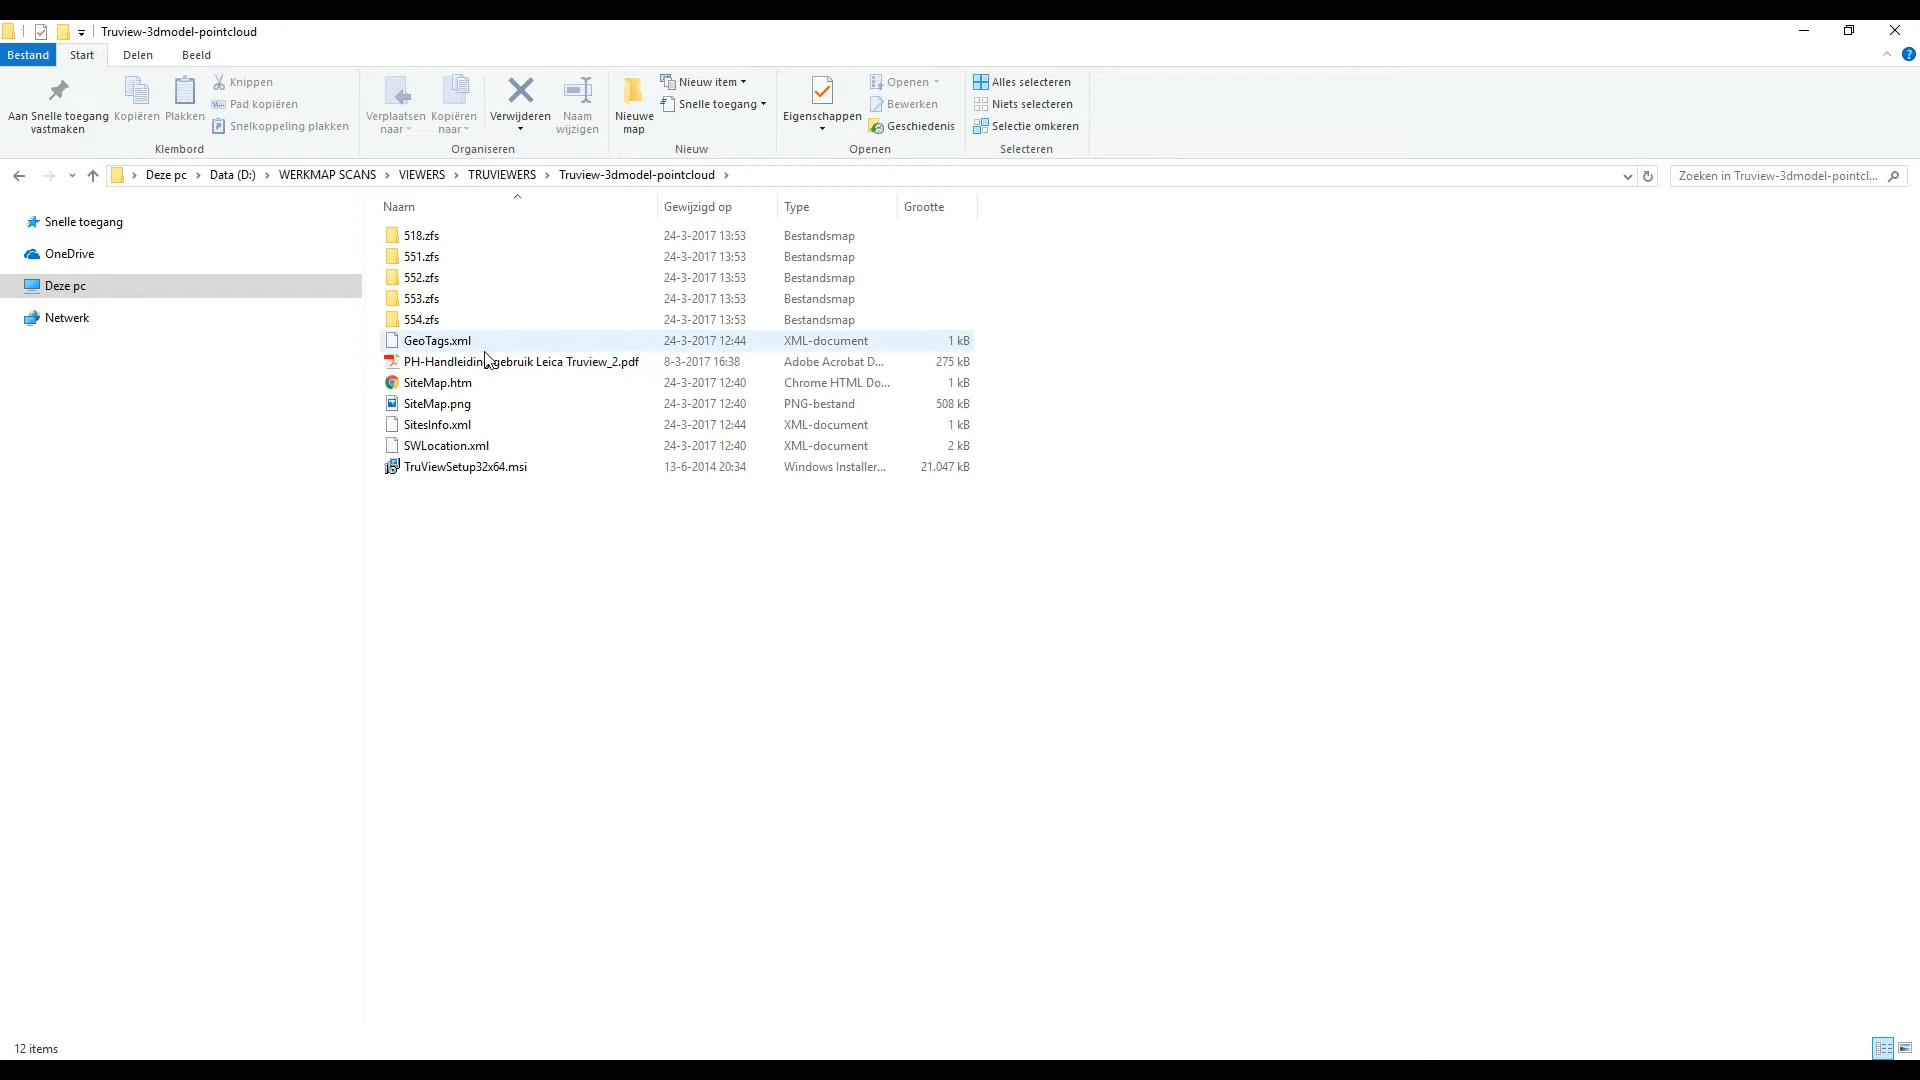 Truview-3dmodel-pointcloud
Bestand Start Delen Beeld
Aan Snelle toegang vastmaken
Kopiëren
Plakken
Knippen
Pad kopiëren
Snelkoppeling plakken
Klembord
Verplaatsen naar
Kopiëren naar
Verwijderen
Naam wijzigen
Organiseren
Nieuwe map
Nieuw item
Snelle toegang
Nieuw
Eigenschappen
Openen
Bewerken
Geschiedenis
Openen
Alles selecteren
Niets selecteren
Selectie omkeren
Selecteren
Deze pc Data (D:) WERKMAP SCANS VIEWERS TRUVIEWERS Truview-3dmodel-pointcloud
Zoeken in Truview-3dmodel-pointcl...
Snelle toegang
OneDrive
Deze pc
Netwerk
Naam Gewijzigd op Type Grootte
518.zfs 24-3-2017 13:53 Bestandsmap
551.zfs 24-3-2017 13:53 Bestandsmap
552.zfs 24-3-2017 13:53 Bestandsmap
553.zfs 24-3-2017 13:53 Bestandsmap
554.zfs 24-3-2017 13:53 Bestandsmap
GeoTags.xml 24-3-2017 12:44 XML-document 1 kB
PH-Handleiding gebruik Leica Truview_2.pdf 8-3-2017 16:38 Adobe Acrobat D... 275 kB
SiteMap.htm 24-3-2017 12:40 Chrome HTML Do... 1 kB
SiteMap.png 24-3-2017 12:40 PNG-bestand 508 kB
SitesInfo.xml 24-3-2017 12:44 XML-document 1 kB
SWLocation.xml 24-3-2017 12:40 XML-document 2 kB
TruViewSetup32x64.msi 13-6-2014 20:34 Windows Installer... 21.047 kB
12 items